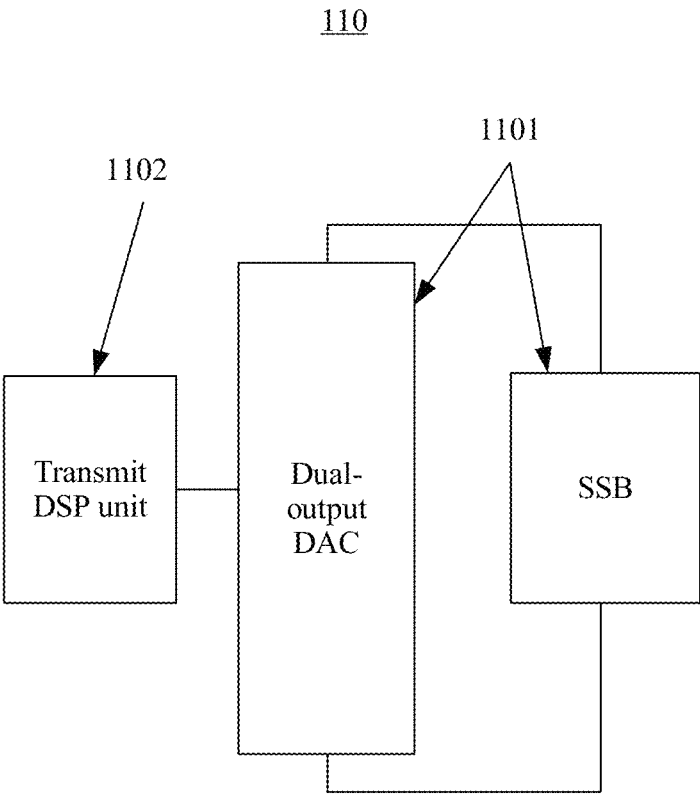 110
1101
1102
Transmit
DSP unit
Dual-
output
DAC
SSB